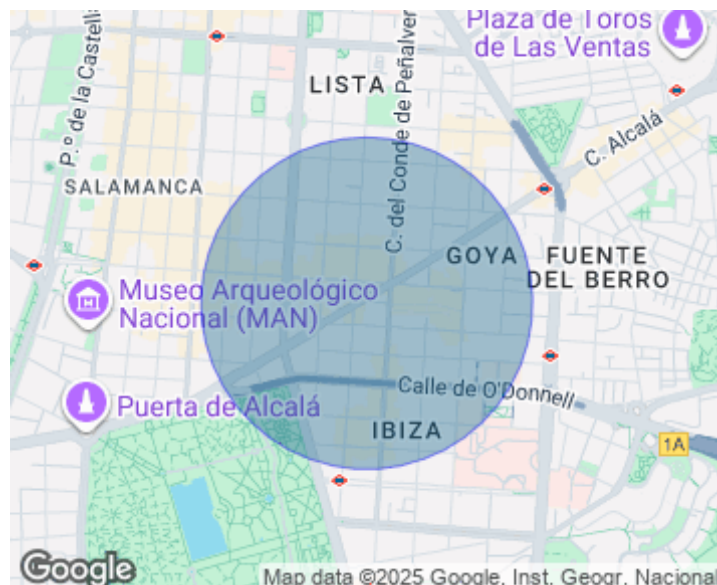 Plaza de Toros
de Las Ventas
P.º de la Castella
LISTA
C. del Conde de Peñalver
C. Alcalá
SALAMANCA
GOYA
FUENTE
DEL BERRO
Museo Arqueológico
Nacional (MAN)
Puerta de Alcalá
Calle de O'Donnell
IBIZA
1A
Google
Map data ©2025 Google, Inst. Geogr. Nacional